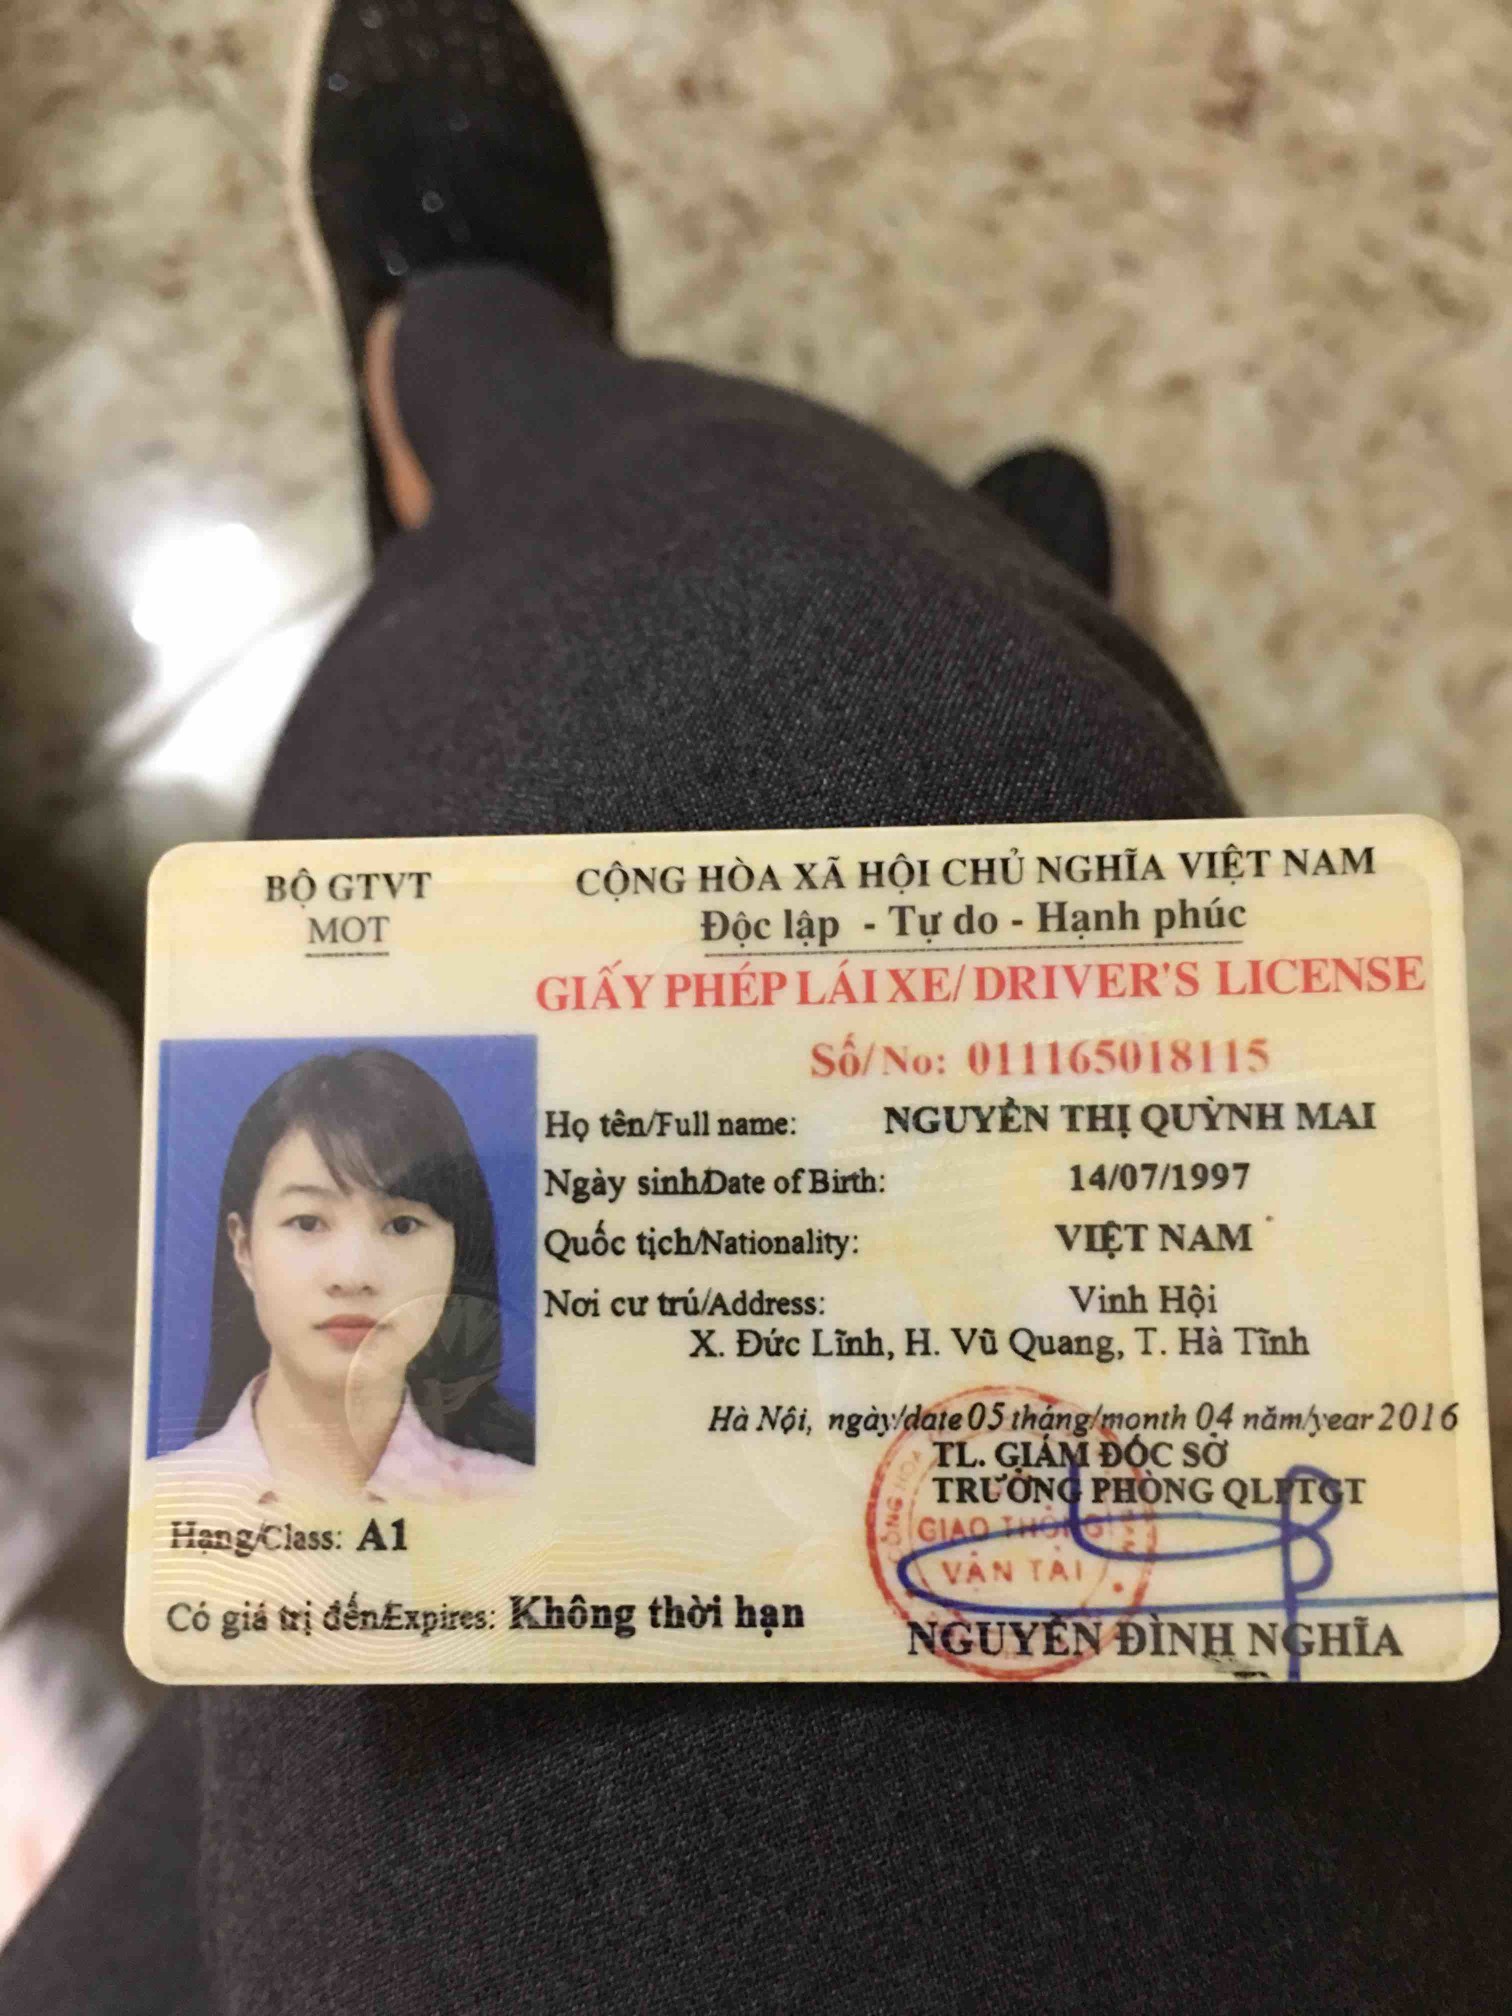 BỘ GTVT
MOT
CỘNG HÒA XÃ HỘI CHỦ NGHĨA VIỆT NAM
Độc lập - Tự do - Hạnh phúc
GIẤY PHÉP LÁI XE/ DRIVER'S LICENSE
Số/No: 011165018115
Họ tên/Full name: NGUYỄN THỊ QUỲNH MAI
Ngày sinh/Date of Birth: 14/07/1997
Quốc tịch/Nationality: VIỆT NAM
Nơi cư trú/Address: Vinh Hội
X. Đức Lĩnh, H. Vũ Quang, T. Hà Tĩnh
Hà Nội, ngày/date 05 tháng/month 04 năm/year 2016
TL. GIÁM ĐỐC SỞ
TRƯỞNG PHÒNG QLPTGT
GIAO THÔNG
VẬN TẢI
NGUYỄN ĐÌNH NGHĨA
Hạng/Class: A1
Có giá trị đến/Expires: Không thời hạn